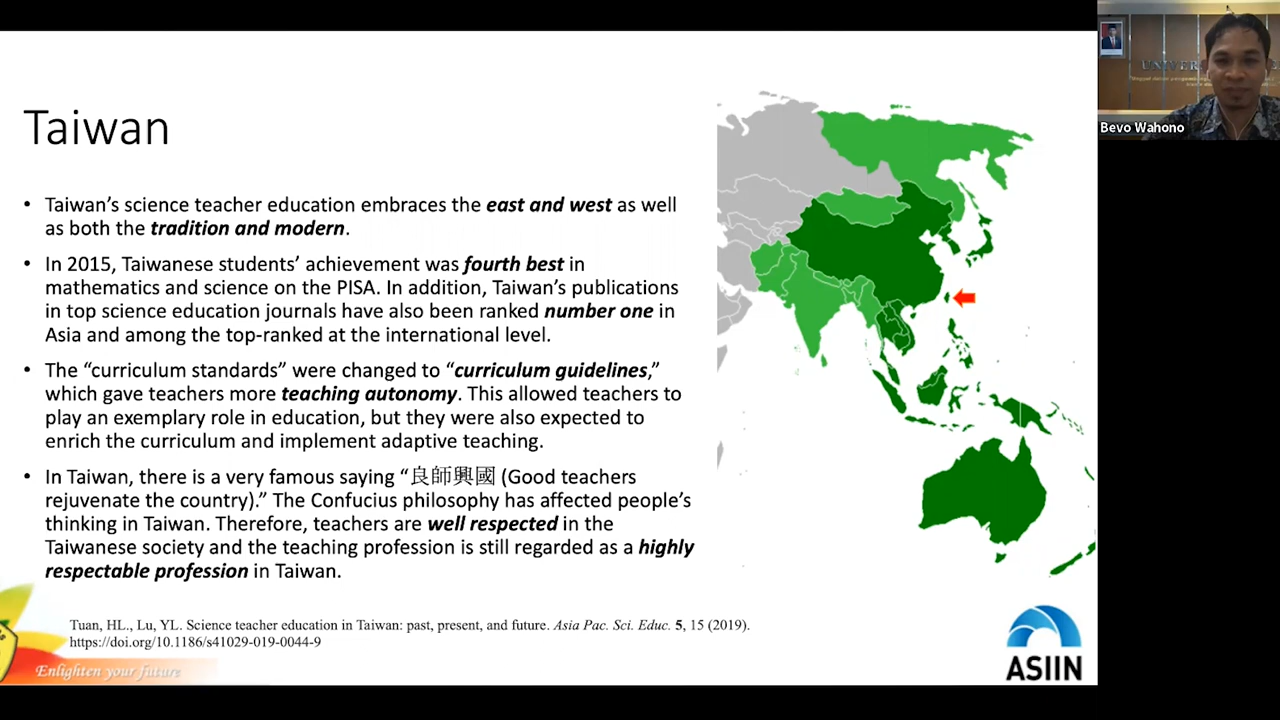 Taiwan
• Taiwan’s science teacher education embraces the east and west as well
as both the tradition and modern.
• In 2015, Taiwanese students’ achievement was fourth best in
mathematics and science on the PISA. In addition, Taiwan’s publications
in top science education journals have also been ranked number one in
Asia and among the top-ranked at the international level.
• The “curriculum standards” were changed to “curriculum guidelines,”
which gave teachers more teaching autonomy. This allowed teachers to
play an exemplary role in education, but they were also expected to
enrich the curriculum and implement adaptive teaching.
• In Taiwan, there is a very famous saying “良師興國 (Good teachers
rejuvenate the country).” The Confucius philosophy has affected people’s
thinking in Taiwan. Therefore, teachers are well respected in the
Taiwanese society and the teaching profession is still regarded as a highly
respectable profession in Taiwan.
Tuan, HL., Lu, YL. Science teacher education in Taiwan: past, present, and future. Asia Pac. Sci. Educ. 5, 15 (2019).
https://doi.org/10.1186/s41029-019-0044-9
Enlighten your future
ASIIN
Bevo Wahono